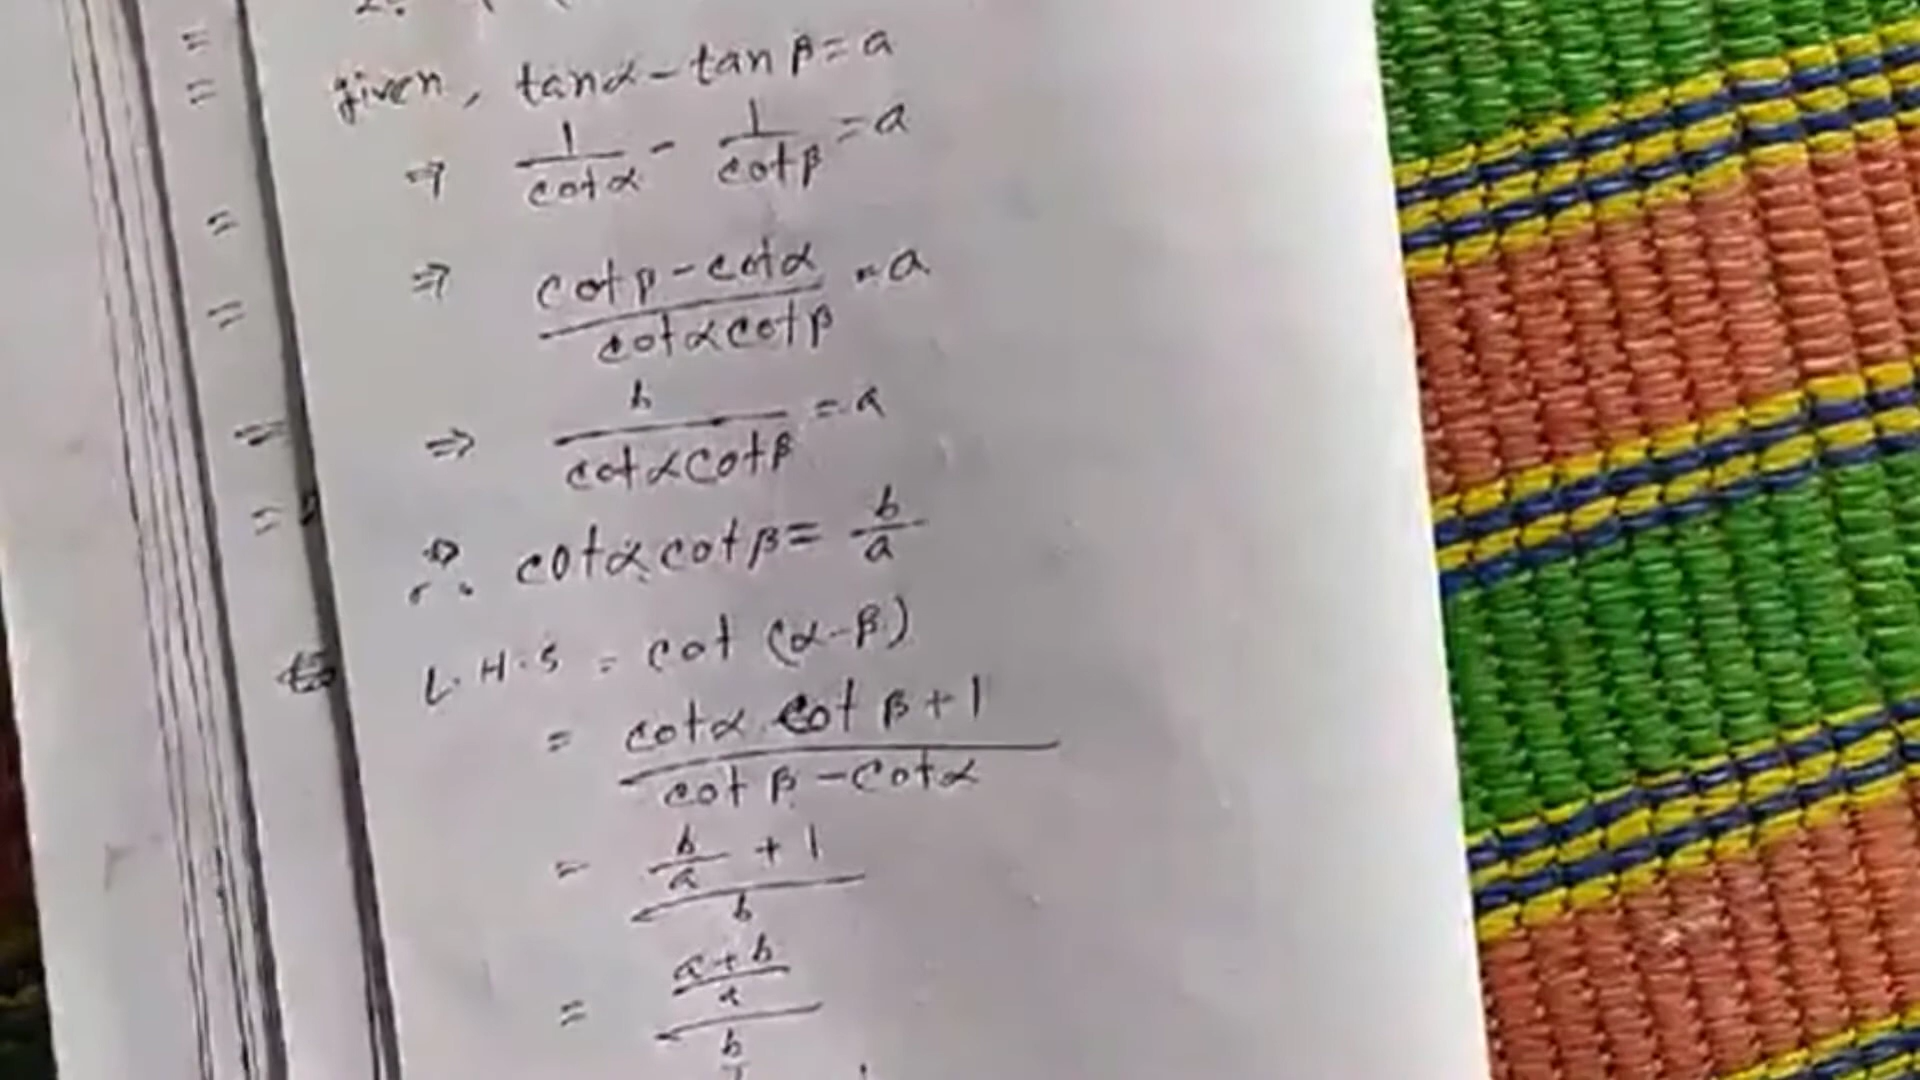 given, tanα - tanβ = a
⇒ 1/cotα - 1/cotβ = a
⇒ (cotβ - cotα)/(cotα cotβ) = a
⇒ b/(cotα cotβ) = a
∴ cotα cotβ = b/a
L.H.S = cot (α-β)
= (cotα . cotβ + 1)/(cotβ - cotα)
= (b/a + 1)/b
= ((a+b)/a)/b